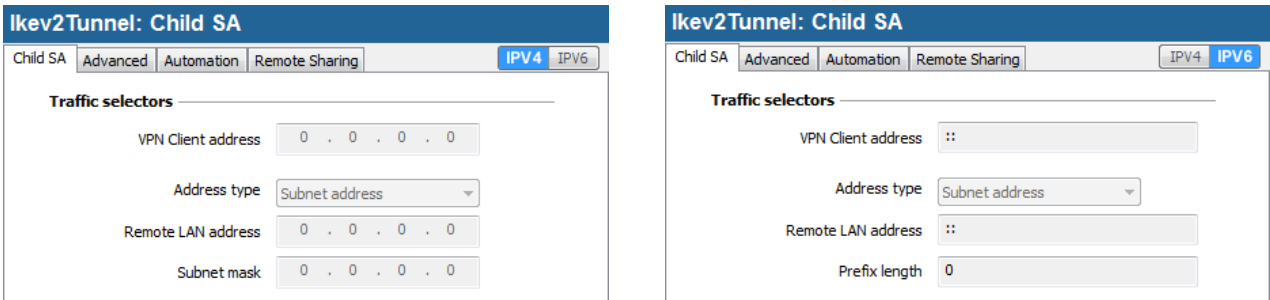 Ikev2Tunnel: Child SA
Child SA Advanced Automation Remote Sharing IPV4 IPV6
Traffic selectors
VPN Client address 0 . 0 . 0 . 0
Address type Subnet address
Remote LAN address 0 . 0 . 0 . 0
Subnet mask 0 . 0 . 0 . 0
Ikev2Tunnel: Child SA
Child SA Advanced Automation Remote Sharing IPV4 IPV6
Traffic selectors
VPN Client address ::
Address type Subnet address
Remote LAN address ::
Prefix length 0